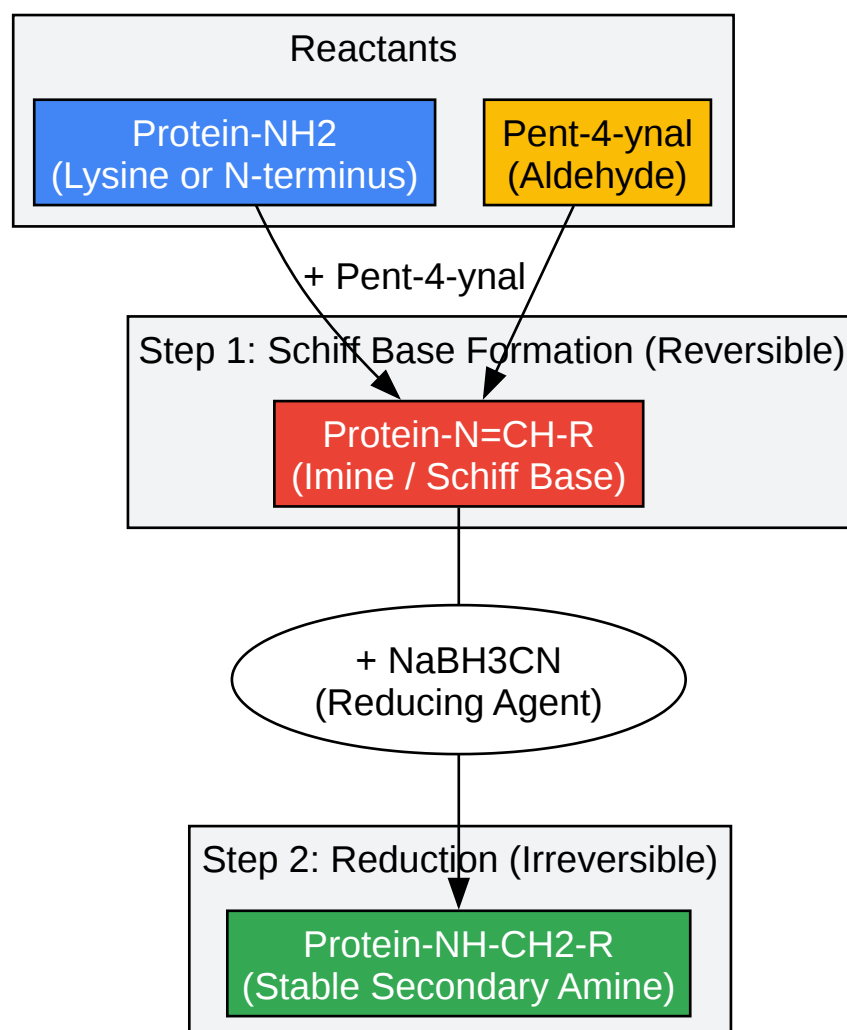 Reactants
Protein-NH2
(Lysine or N-terminus)
Pent-4-ynal
(Aldehyde)
+ Pent-4-ynal
Step 1: Schiff Base Formation (Reversible)
Protein-N=CH-R
(Imine / Schiff Base)
+ NaBH3CN
(Reducing Agent)
Step 2: Reduction (Irreversible)
Protein-NH-CH2-R
(Stable Secondary Amine)